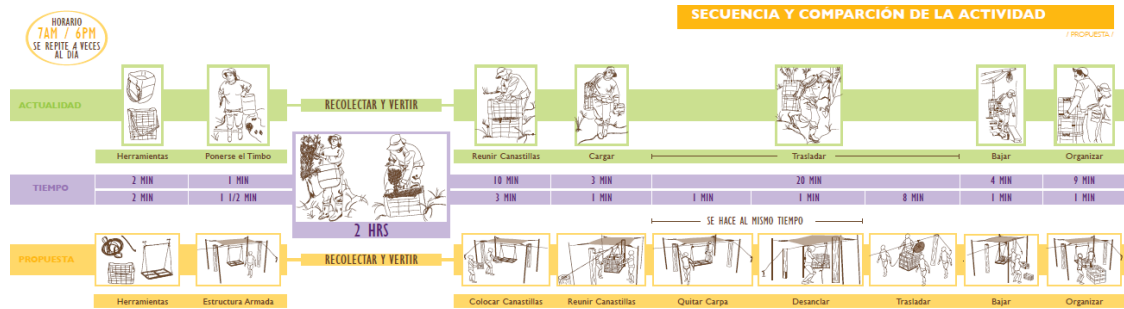 HORARIO
7AM / 6PM
SE REPITE 4 VECES
AL DÍA
SECUENCIA Y COMPARCIÓN DE LA ACTIVIDAD
/ PROPUESTA /
ACTUALIDAD
RECOLECTAR Y VERTIR
Herramientas
Ponerse el Timbo
Reunir Canastillas
Cargar
Trasladar
Bajar
Organizar
TIEMPO
2 MIN
1 MIN
10 MIN
3 MIN
20 MIN
4 MIN
9 MIN
2 MIN
1 1/2 MIN
3 MIN
1 MIN
1 MIN
1 MIN
8 MIN
1 MIN
1 MIN
2 HRS
SE HACE AL MISMO TIEMPO
PROPUESTA
RECOLECTAR Y VERTIR
Herramientas
Estructura Armada
Colocar Canastillas
Reunir Canastillas
Quitar Carpa
Desanclar
Trasladar
Bajar
Organizar